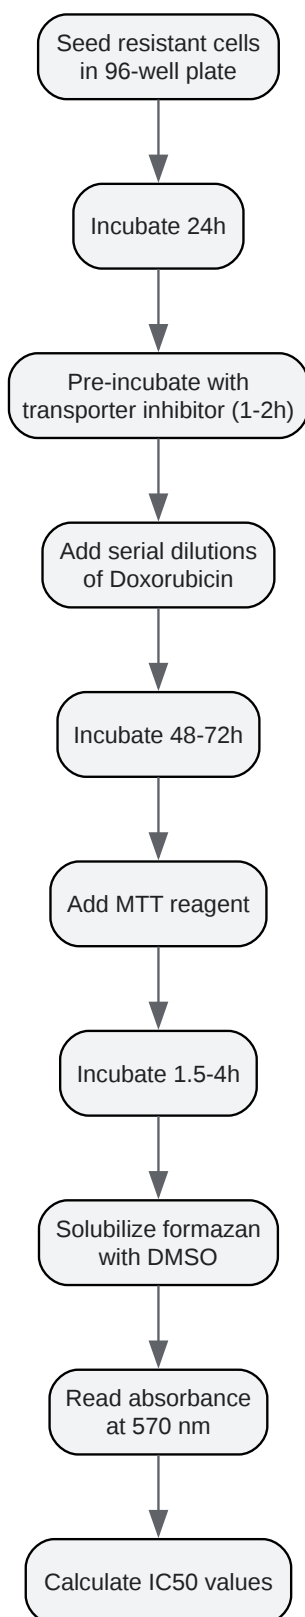 Seed resistant cells
in 96-well plate
Incubate 24h
Pre-incubate with
transporter inhibitor (1-2h)
Add serial dilutions
of Doxorubicin
Incubate 48-72h
Add MTT reagent
Incubate 1.5-4h
Solubilize formazan
with DMSO
Read absorbance
at 570 nm
Calculate IC50 values